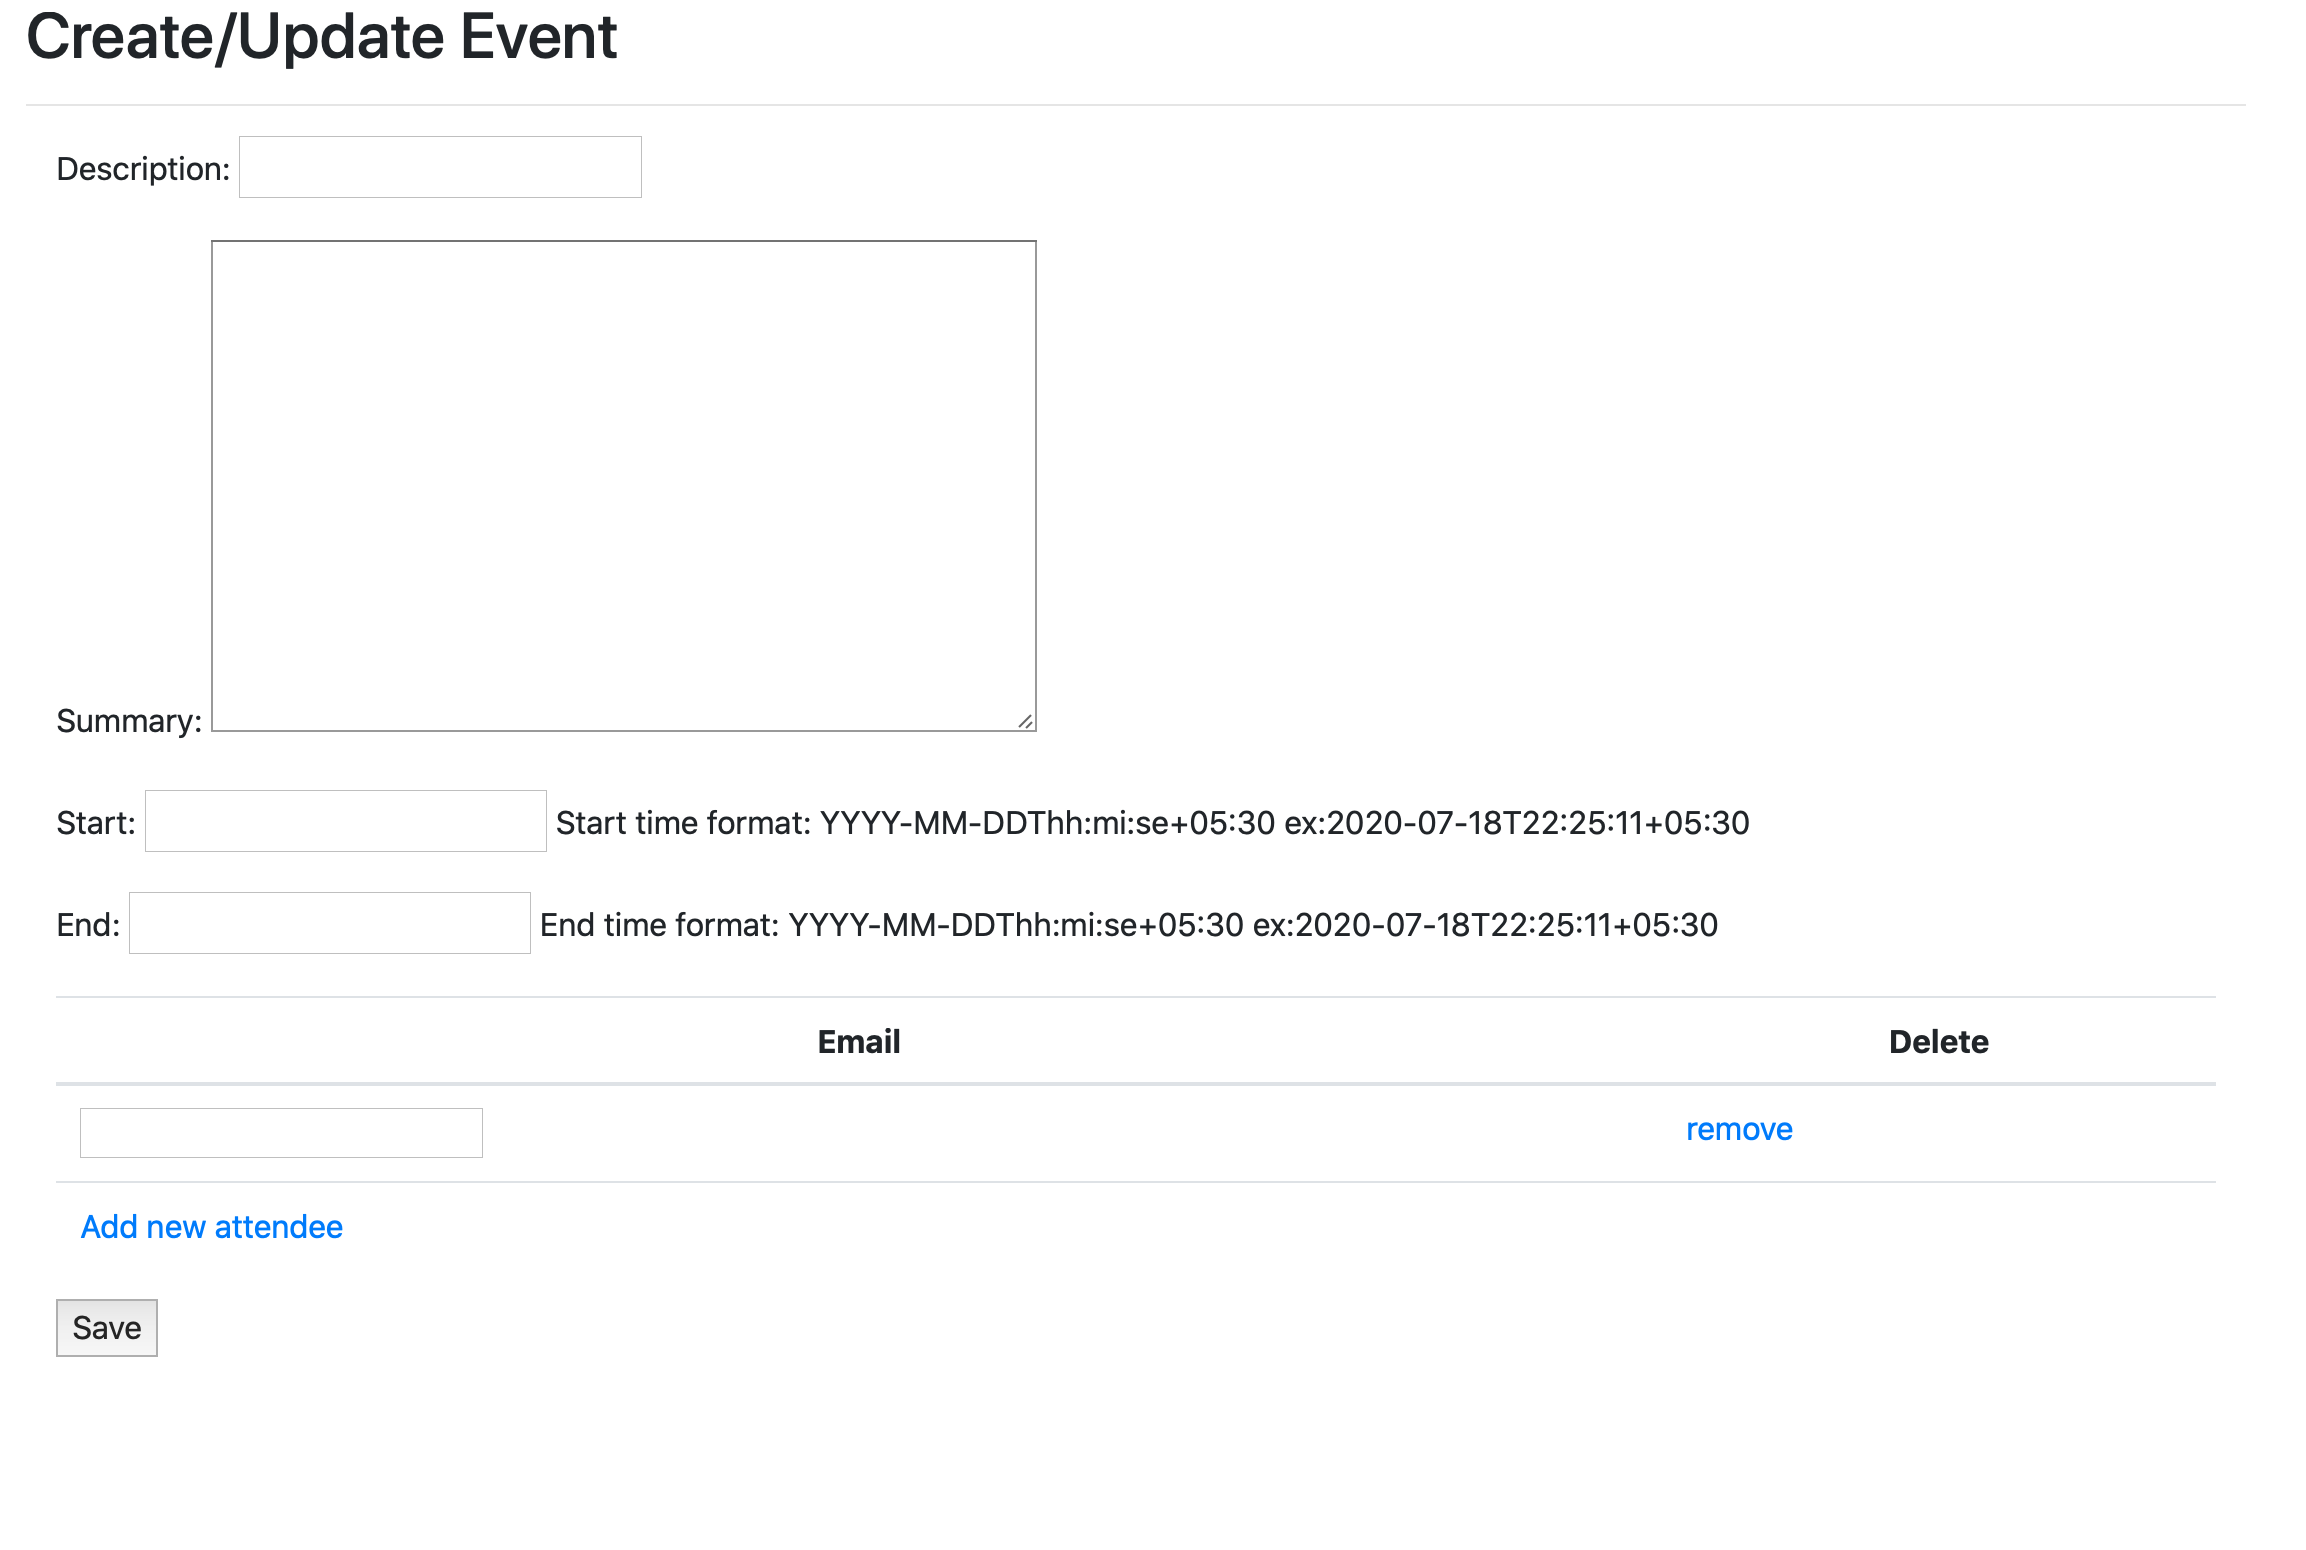 Create/Update Event
Description:
Summary:
Start: Start time format: YYYY-MM-DDThh:mi:se+05:30 ex:2020-07-18T22:25:11+05:30
End: End time format: YYYY-MM-DDThh:mi:se+05:30 ex:2020-07-18T22:25:11+05:30
Email Delete
remove
Add new attendee
Save